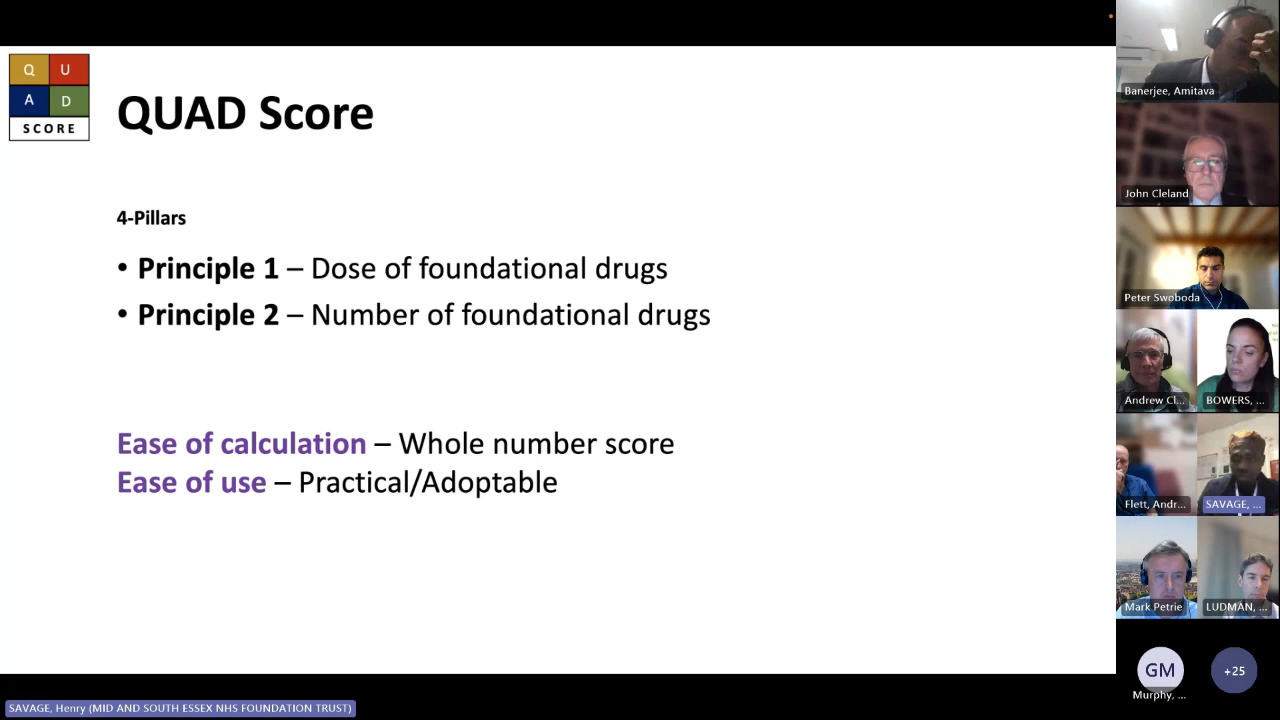 Q U
A D
SCORE
QUAD Score
4-Pillars
• Principle 1 – Dose of foundational drugs
• Principle 2 – Number of foundational drugs
Ease of calculation – Whole number score
Ease of use – Practical/Adoptable
Banerjee, Amitava
John Cleland
Peter Swoboda
Andrew Cl...
BOWERS, ...
Flett, Andr...
SAVAGE, ...
Mark Petrie
LUDMAN, ...
GM
+25
Murphy, ...
SAVAGE, Henry (MID AND SOUTH ESSEX NHS FOUNDATION TRUST)